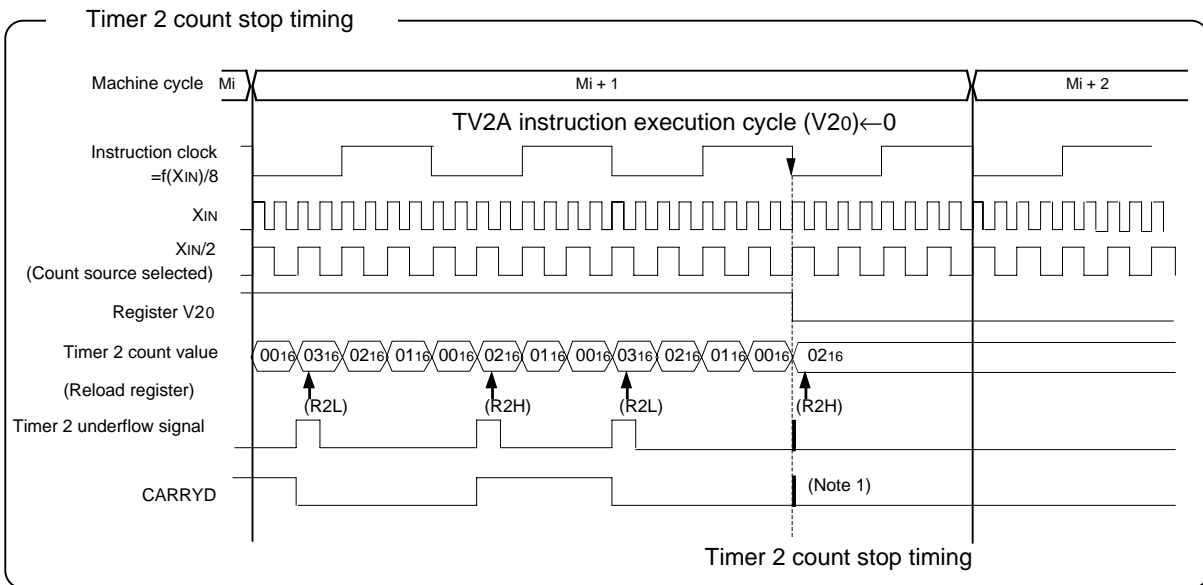 Timer 2 count stop timing
Machine cycle Mi Mi + 1 Mi + 2
TV2A instruction execution cycle (V20)←0
Instruction clock
=f(XIN)/8
XIN
XIN/2
(Count source selected)
Register V20
Timer 2 count value 0016 0316 0216 0116 0016 0216 0116 0016 0316 0216 0116 0016 0216
(Reload register)
(R2L) (R2H) (R2L) (R2H)
Timer 2 underflow signal
CARRYD (Note 1)
Timer 2 count stop timing